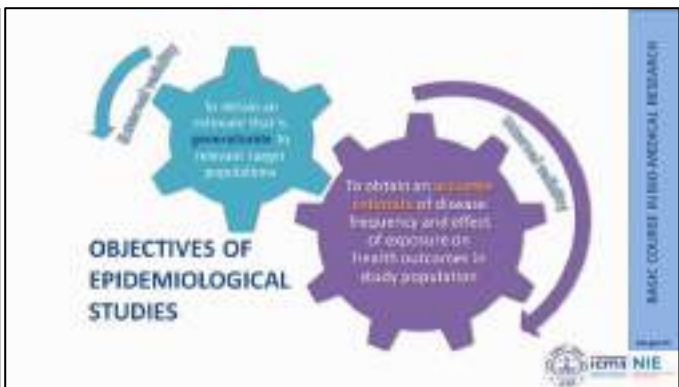 External validity
To obtain an
estimate that is
generalizable to
relevant target
populations
Internal validity
To obtain an accurate
estimate of disease
frequency and effect
of exposure on
health outcomes in
study population
OBJECTIVES OF
EPIDEMIOLOGICAL
STUDIES
BASIC COURSE IN BIO-MEDICAL RESEARCH
icmr NIE